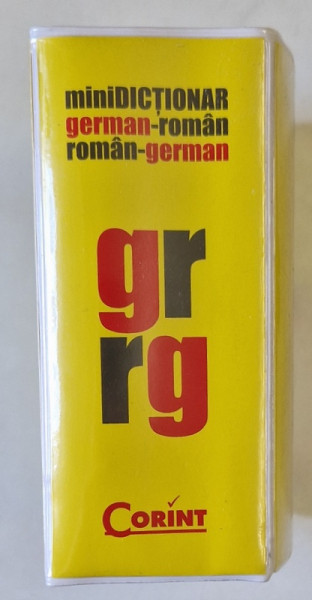 miniDICȚIONAR
german-român
român-german
gr
rg
CORINT